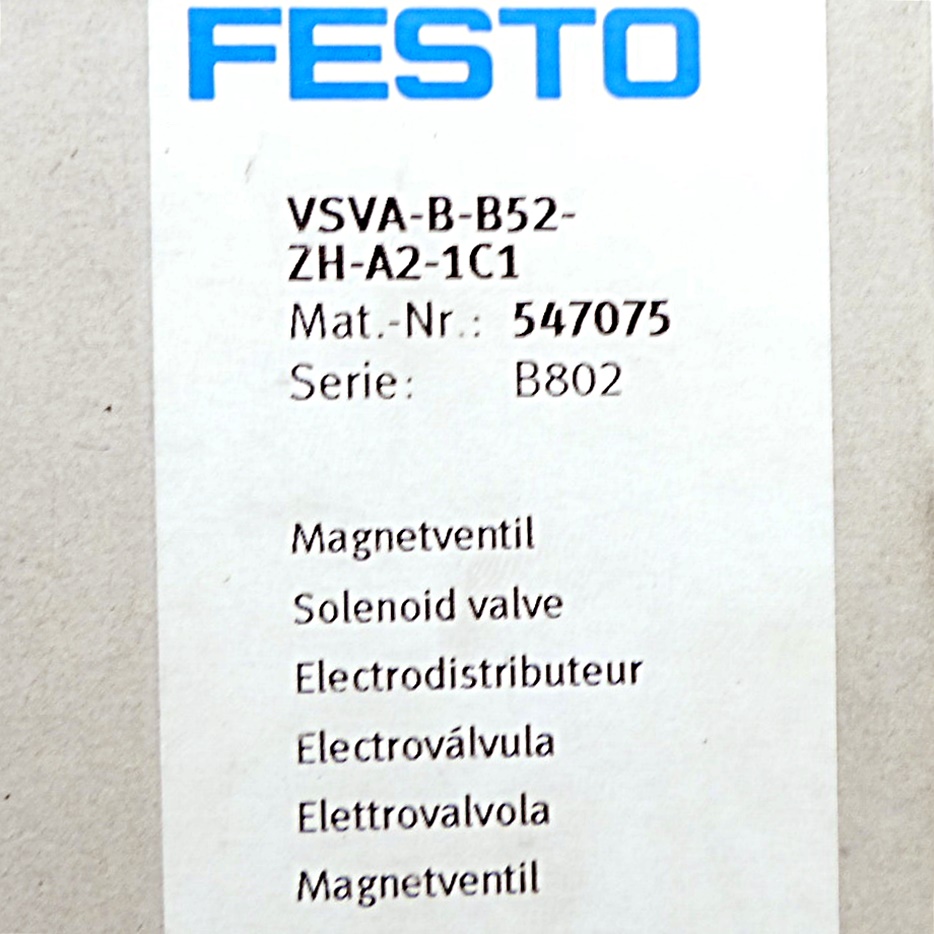 FESTO
VSVA-B-B52-
ZH-A2-1C1
Mat.-Nr.: 547075
Serie: B802
Magnetventil
Solenoid valve
Electrodistributeur
Electroválvula
Elettrovalvola
Magnetventil